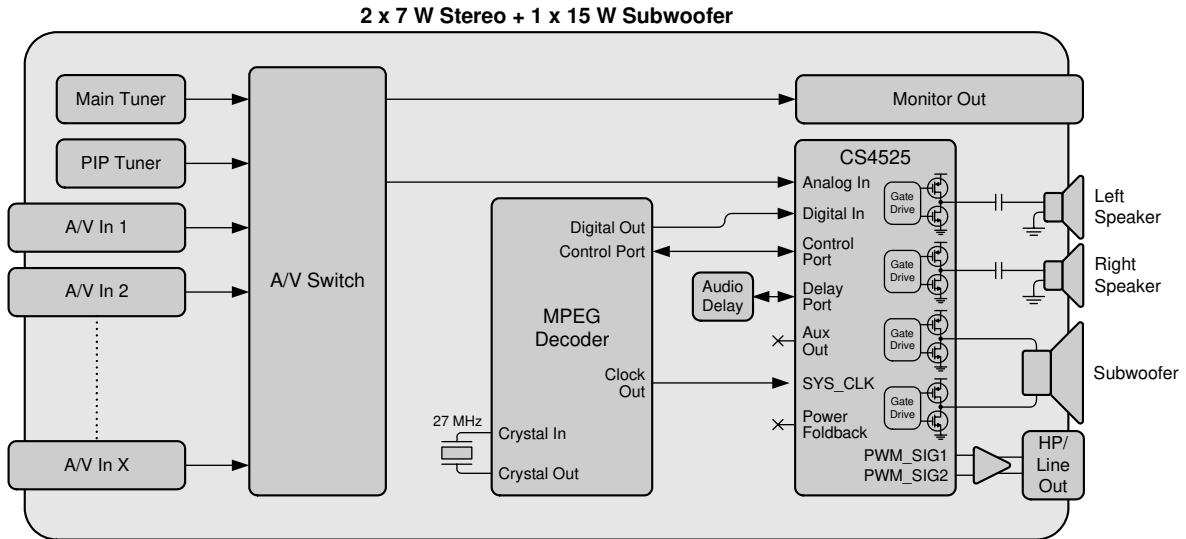 2 x 7 W Stereo + 1 x 15 W Subwoofer
Main Tuner
PIP Tuner
A/V In 1
A/V In 2
A/V In X
A/V Switch
27 MHz
MPEG
Decoder
Digital Out
Control Port
Clock
Out
Crystal In
Crystal Out
Audio
Delay
Monitor Out
CS4525
Analog In
Digital In
Control
Port
Delay
Port
Aux
Out
SYS_CLK
Power
Foldback
PWM_SIG1
PWM_SIG2
Gate
Drive
Gate
Drive
Gate
Drive
Gate
Drive
Left
Speaker
Right
Speaker
Subwoofer
HP/
Line
Out